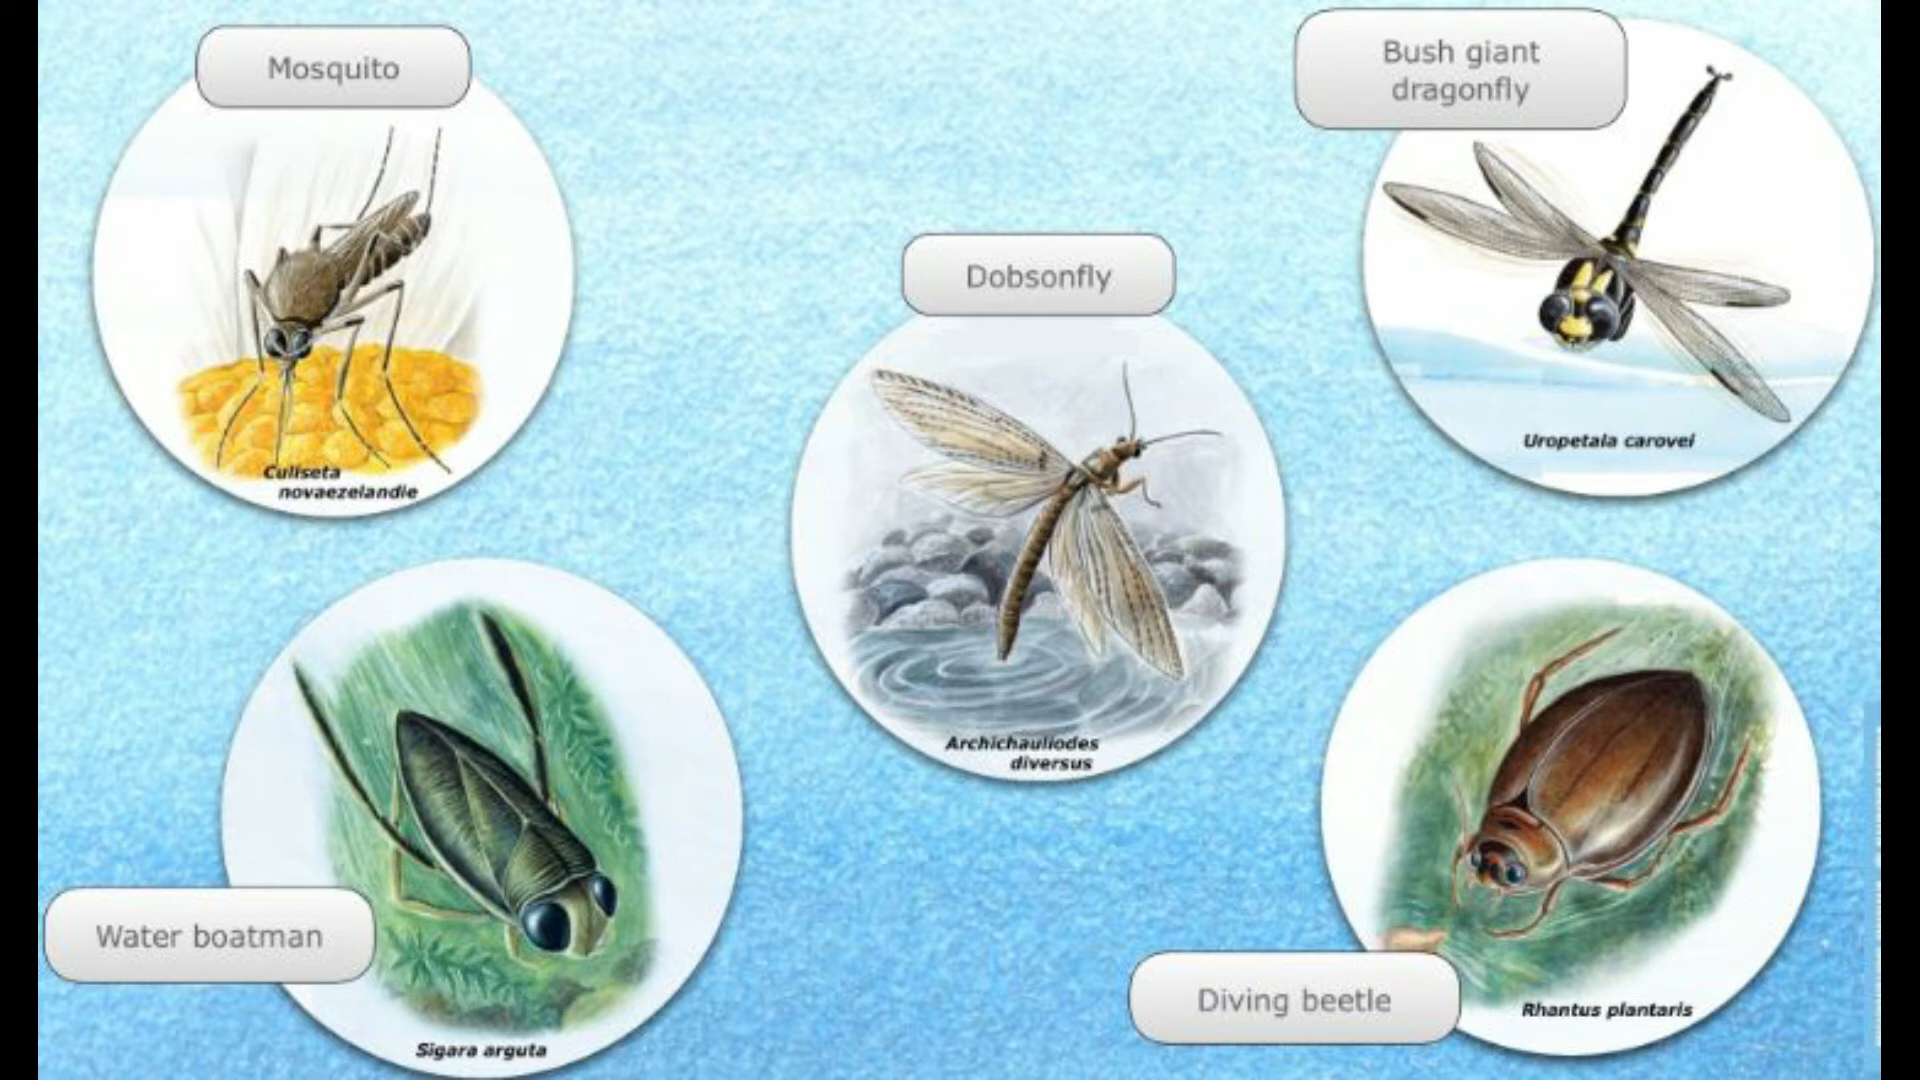 Mosquito
Culiseta
novaezelandie
Bush giant
dragonfly
Uropetala carovei
Dobsonfly
Archichauliodes
diversus
Water boatman
Sigara arguta
Diving beetle
Rhantus plantaris